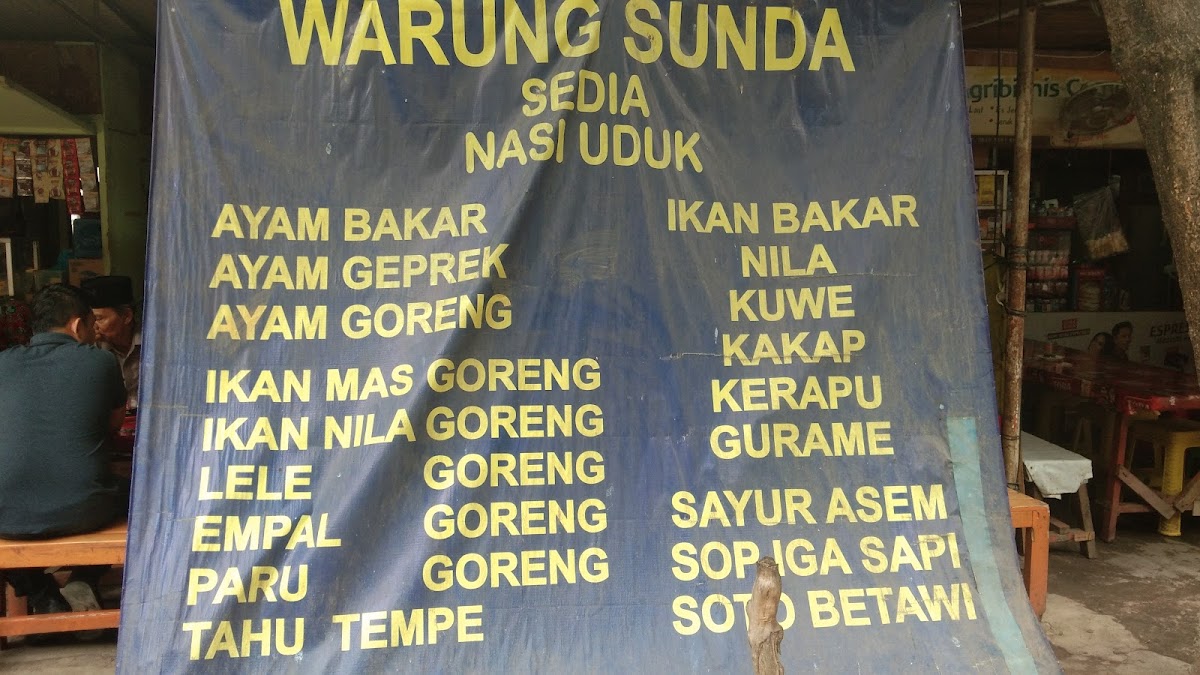 WARUNG SUNDA
SEDIA
NASI UDUK
AYAM BAKAR
AYAM GEPREK
AYAM GORENG
IKAN MAS GORENG
IKAN NILA GORENG
LELE GORENG
EMPAL GORENG
PARU GORENG
TAHU TEMPE
IKAN BAKAR
NILA
KUWE
KAKAP
KERAPU
GURAME
SAYUR ASEM
SOP IGA SAPI
SOTO BETAWI